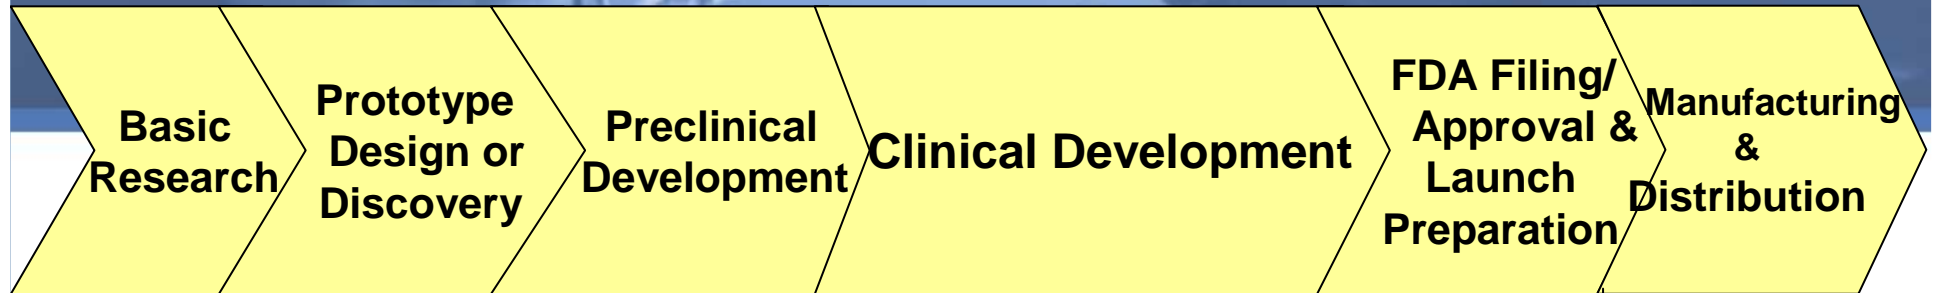 Basic
Research
Prototype
Design or
Discovery
Preclinical
Development
Clinical Development
FDA Filing/
Approval &
Launch
Preparation
Manufacturing
&
Distribution